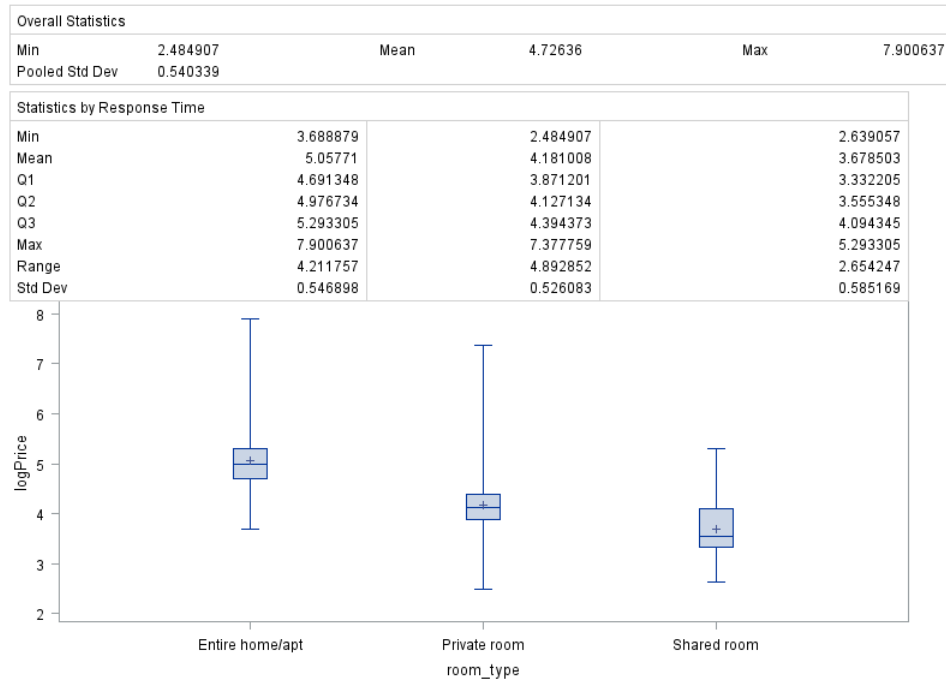 Overall Statistics
Min 2.484907 Mean 4.72636 Max 7.900637
Pooled Std Dev 0.540339
Statistics by Response Time
Min 3.688879 2.484907 2.639057
Mean 5.05771 4.181008 3.678503
Q1 4.691348 3.871201 3.332205
Q2 4.976734 4.127134 3.555348
Q3 5.293305 4.394373 4.094345
Max 7.900637 7.377759 5.293305
Range 4.211757 4.892852 2.654247
Std Dev 0.546898 0.526083 0.585169
8
7
6
5
4
3
2
logPrice
Entire home/apt Private room Shared room
room_type